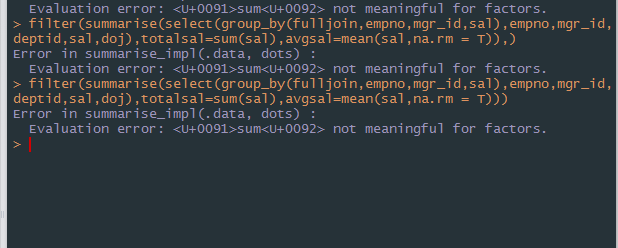 Evaluation error: <U+0091>sum<U+0092> not meaningful for factors.
> filter(summarise(select(group_by(fulljoin,empno,mgr_id,sal),empno,mgr_id,
deptid,sal,doj),totalsal=sum(sal),avgsal=mean(sal,na.rm = T)),)
Error in summarise_impl(.data, dots) :
Evaluation error: <U+0091>sum<U+0092> not meaningful for factors.
> filter(summarise(select(group_by(fulljoin,empno,mgr_id,sal),empno,mgr_id,
deptid,sal,doj),totalsal=sum(sal),avgsal=mean(sal,na.rm = T)))
Error in summarise_impl(.data, dots) :
Evaluation error: <U+0091>sum<U+0092> not meaningful for factors.
>